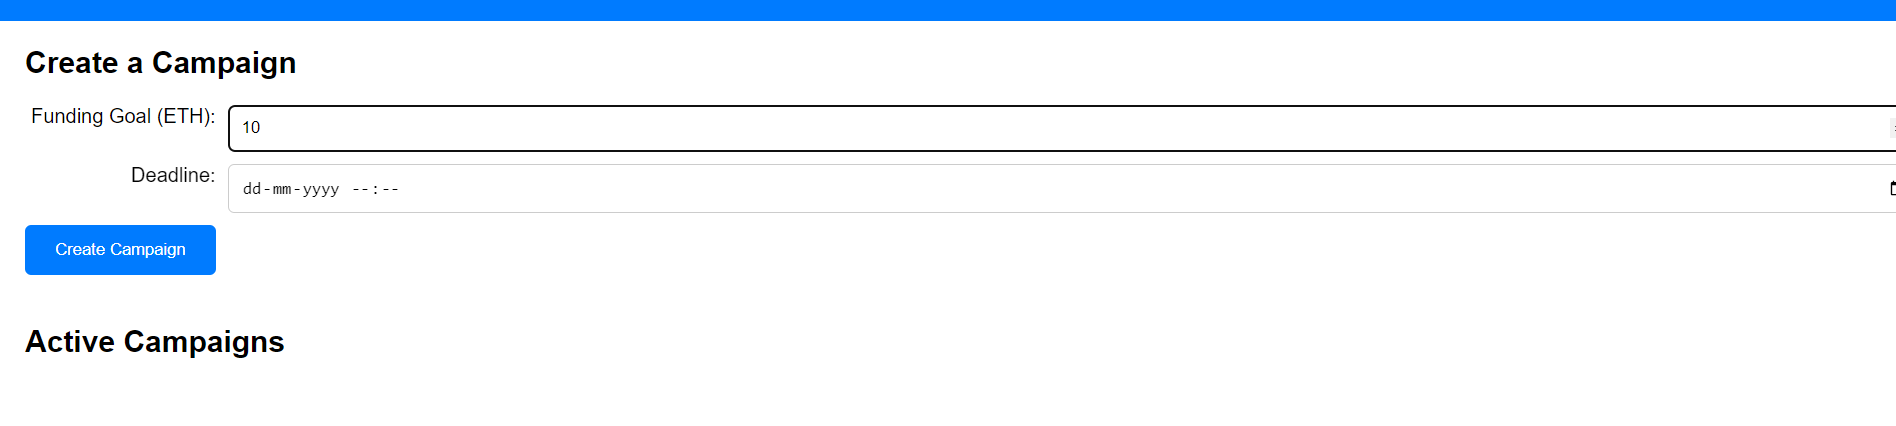 Create a Campaign
Funding Goal (ETH): 10
Deadline: dd-mm-yyyy --:--
Create Campaign
Active Campaigns